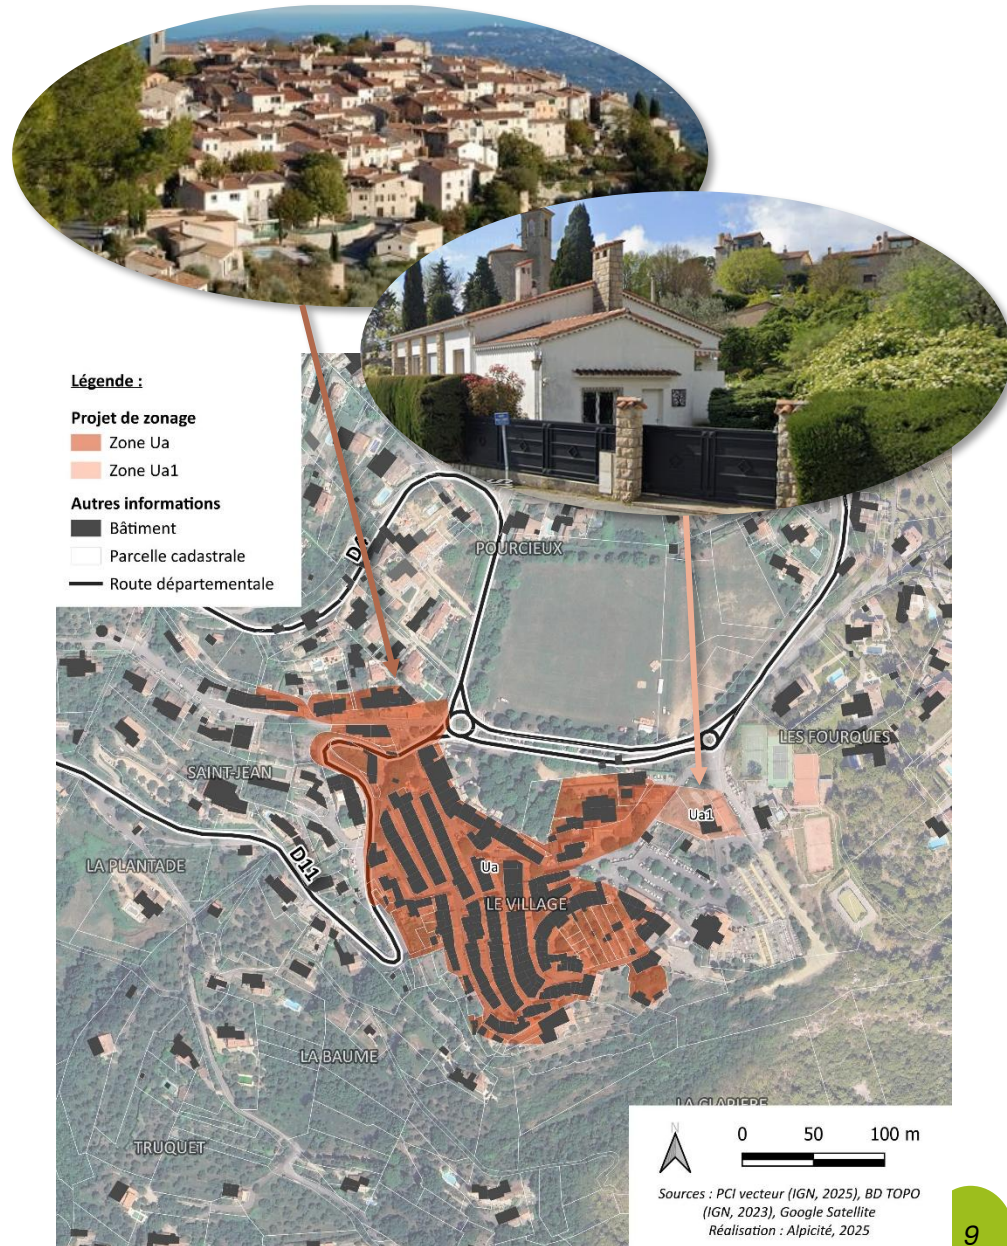 Légende :
Projet de zonage
Zone Ua
Zone Ua1
Autres informations
Bâtiment
Parcelle cadastrale
Route départementale
POURCIEUX
LES FOURQUES
SAINT-JEAN
Ua1
LA PLANTADE
D11
Ua
LE VILLAGE
LA BAUME
LA CLAPIERE
TRUQUET
N
0 50 100 m
Sources : PCI vecteur (IGN, 2025), BD TOPO
(IGN, 2023), Google Satellite
Réalisation : Alpicité, 2025
9